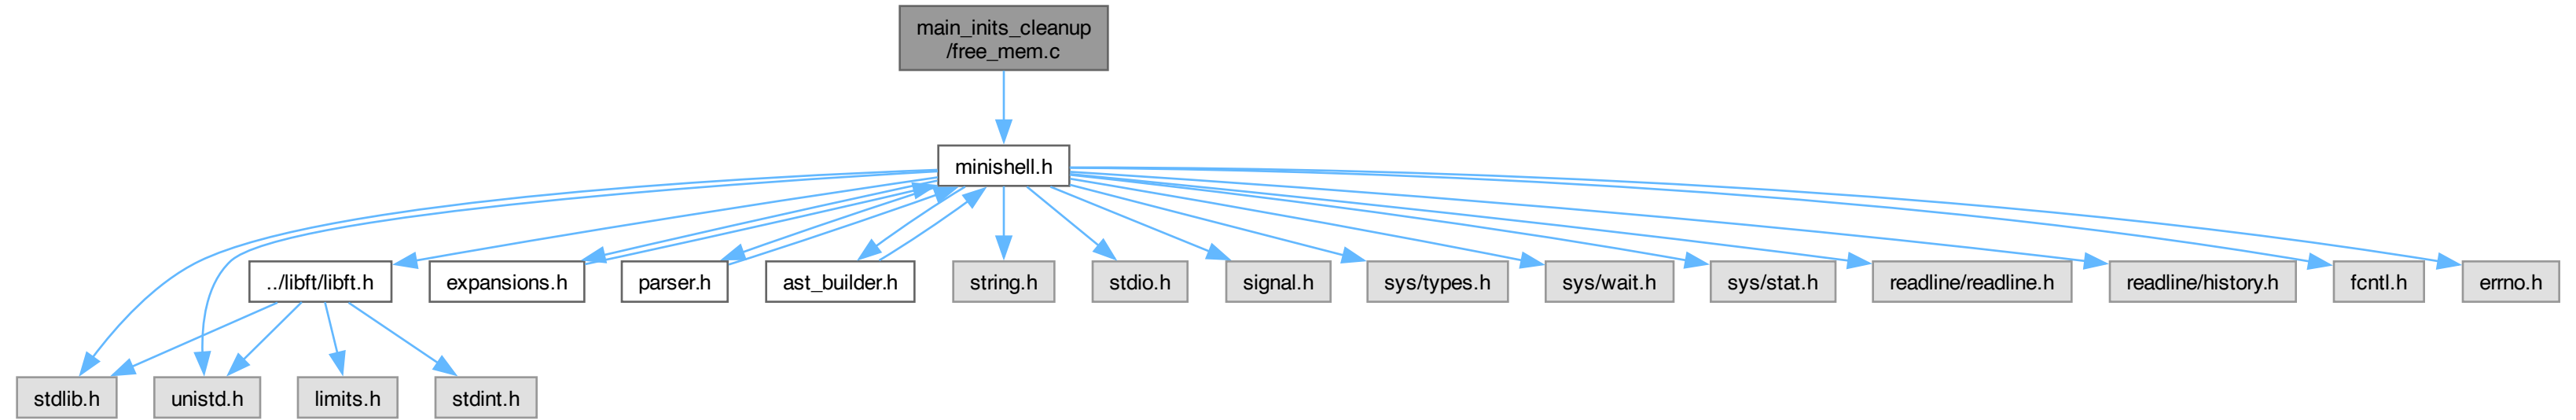 main_inits_cleanup
/free_mem.c
minishell.h
../libft/libft.h
expansions.h
parser.h
ast_builder.h
string.h
stdio.h
signal.h
sys/types.h
sys/wait.h
sys/stat.h
readline/readline.h
readline/history.h
fcntl.h
errno.h
stdlib.h
unistd.h
limits.h
stdint.h